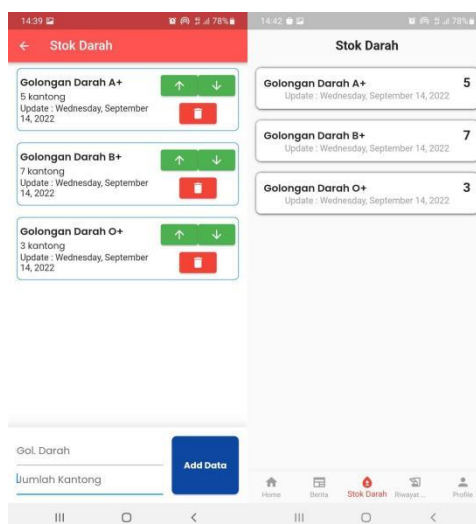 14:39
78%
Stok Darah
Golongan Darah A+
5 kantong
Update : Wednesday, September
14, 2022
Golongan Darah B+
7 kantong
Update : Wednesday, September
14, 2022
Golongan Darah O+
3 kantong
Update : Wednesday, September
14, 2022
Gol. Darah
Jumlah Kantong
Add Data
14:42
78%
Stok Darah
Golongan Darah A+
5
Update : Wednesday, September 14, 2022
Golongan Darah B+
7
Update : Wednesday, September 14, 2022
Golongan Darah O+
3
Update : Wednesday, September 14, 2022
Home
Berita
Stok Darah
Riwayat ...
Profile